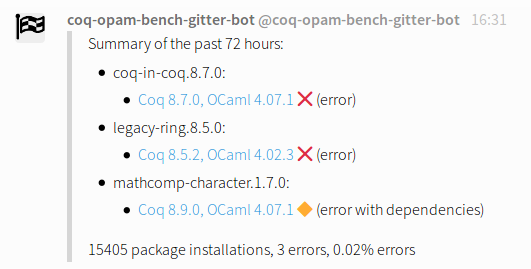 coq-opam-bench-gitter-bot @coq-opam-bench-gitter-bot 16:31
Summary of the past 72 hours:
• coq-in-coq.8.7.0:
• Coq 8.7.0, OCaml 4.07.1 ❌ (error)
• legacy-ring.8.5.0:
• Coq 8.5.2, OCaml 4.02.3 ❌ (error)
• mathcomp-character.1.7.0:
• Coq 8.9.0, OCaml 4.07.1 🔶 (error with dependencies)
15405 package installations, 3 errors, 0.02% errors